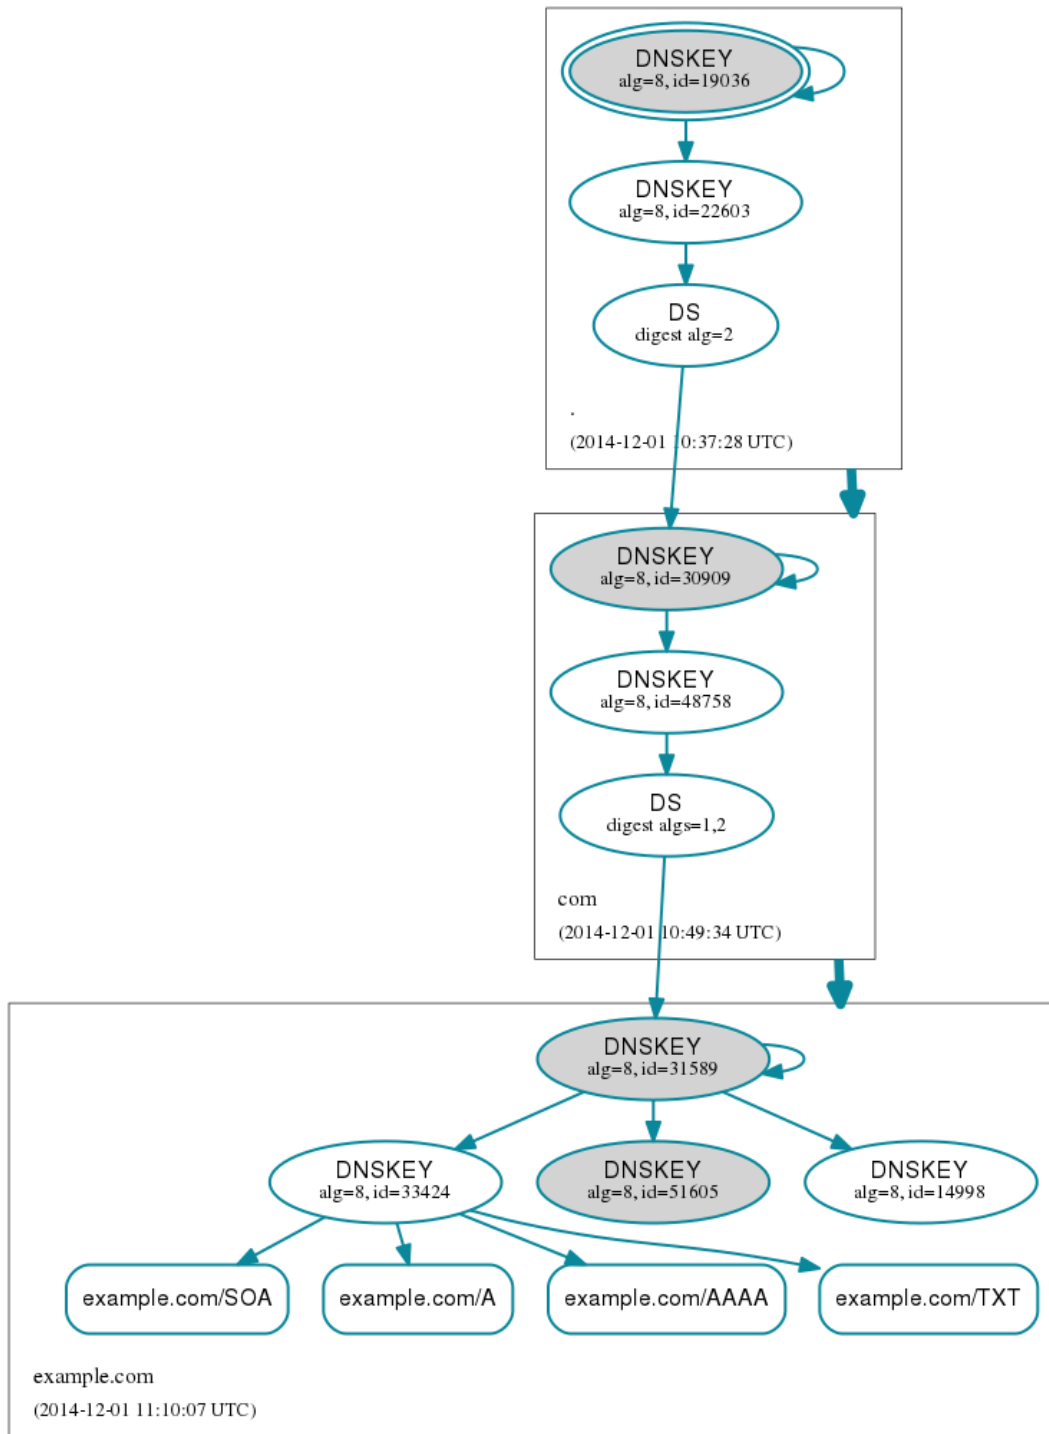 DNSKEY
alg=8, id=19036
DNSKEY
alg=8, id=22603
DS
digest alg=2
.
(2014-12-01 10:37:28 UTC)
DNSKEY
alg=8, id=30909
DNSKEY
alg=8, id=48758
DS
digest algs=1,2
com
(2014-12-01 10:49:34 UTC)
DNSKEY
alg=8, id=31589
DNSKEY
alg=8, id=33424
DNSKEY
alg=8, id=51605
DNSKEY
alg=8, id=14998
example.com/SOA
example.com/A
example.com/AAAA
example.com/TXT
example.com
(2014-12-01 11:10:07 UTC)